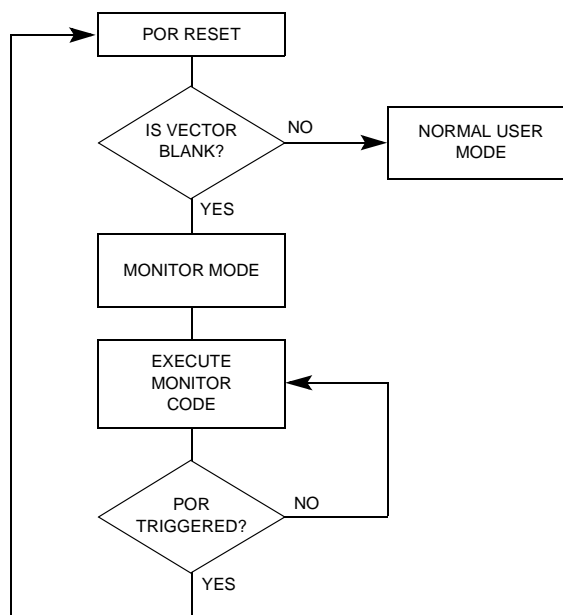 POR RESET
IS VECTOR
BLANK?
NO
NORMAL USER
MODE
YES
MONITOR MODE
EXECUTE
MONITOR
CODE
POR
TRIGGERED?
NO
YES